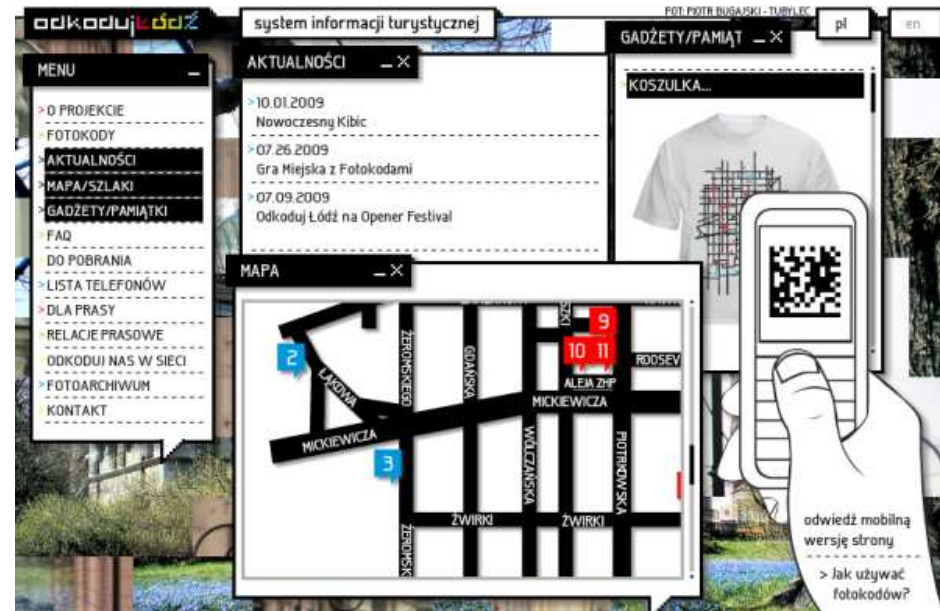 odkodujŁódź
system informacji turystycznej
FOT: PIOTR BUGAJSKI - TUBYLEC
pl
en
MENU
> O PROJEKCIE
> FOTOKODY
> AKTUALNOŚCI
> MAPA/SZLAKI
> GADŻETY/PAMIĄTKI
> FAQ
> DO POBRANIA
> LISTA TELEFONÓW
> DLA PRASY
> RELACJE PRASOWE
> ODKODUJ NAS W SIECI
> FOTOARCHIWUM
> KONTAKT
AKTUALNOŚCI
> 10.01.2009
Nowoczesny Kibic
> 07.26.2009
Gra Miejska z Fotokodami
> 07.09.2009
Odkoduj Łódź na Opener Festival
GADŻETY/PAMIĄT
> KOSZULKA...
MAPA
2
ŁĄKOWA
ŻEROMSKIEGO
GDAŃSKA
SZKI
9
10 11
ROOSEV
ALEJA ZHP
MICKIEWICZA
MICKIEWICZA
3
WÓLCZAŃSKA
PIOTRKOWSKA
ŻWIRKI
ŻWIRKI
ŻEROMSK
odwiedź mobilną
wersję strony
> Jak używać
fotokodów?